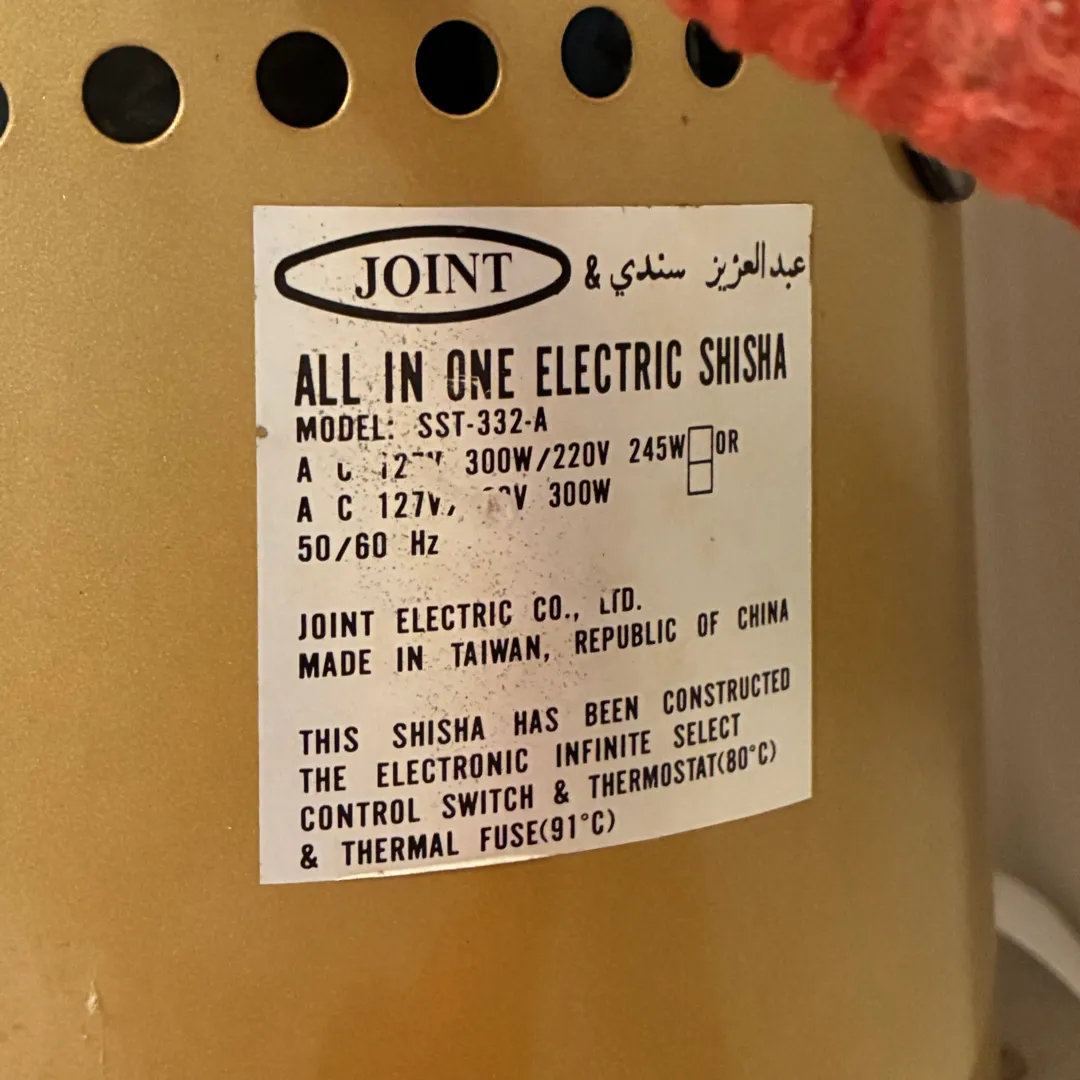 JOINT & عبدالعزيز سندي
ALL IN ONE ELECTRIC SHISHA
MODEL: SST-332-A
A C 300W/220V 245W OR
A C 127V, 300W
50/60 Hz
JOINT ELECTRIC CO., LTD.
MADE IN TAIWAN, REPUBLIC OF CHINA
THIS SHISHA HAS BEEN CONSTRUCTED
THE ELECTRONIC INFINITE SELECT
CONTROL SWITCH & THERMOSTAT(80°C)
& THERMAL FUSE(91°C)